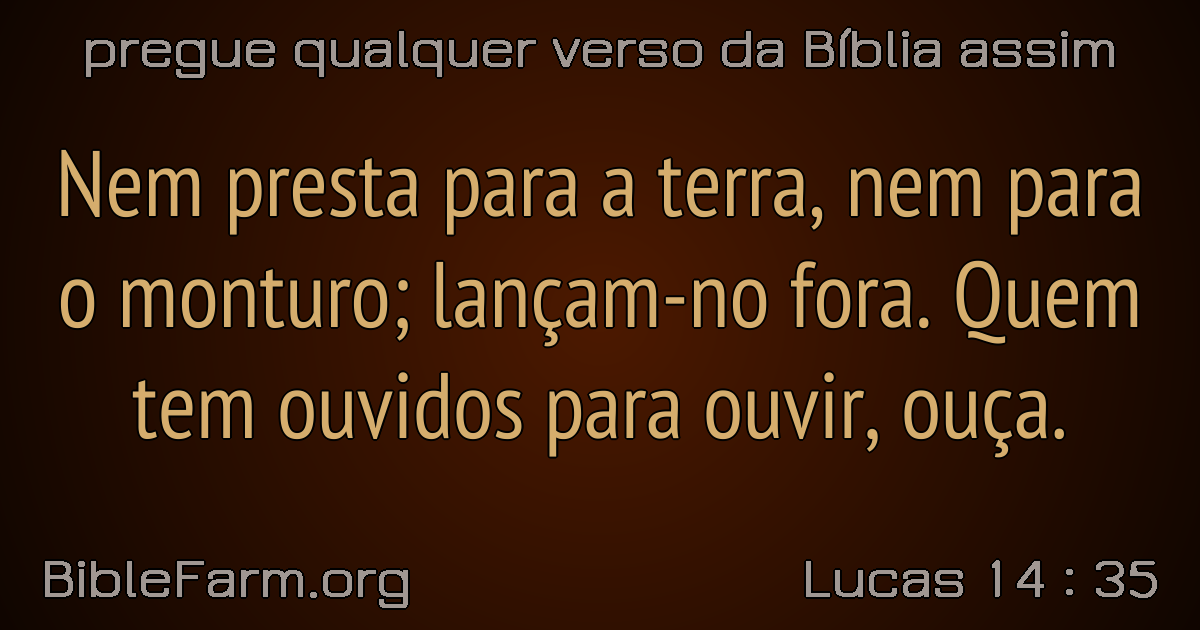 pregue qualquer verso da Bíblia assim
Nem presta para a terra, nem para
o monturo; lançam-no fora. Quem
tem ouvidos para ouvir, ouça.
BibleFarm.org
Lucas 14 : 35